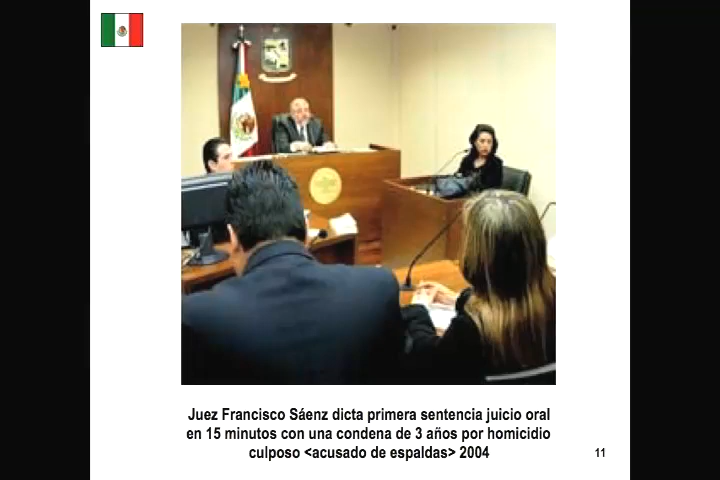 Juez Francisco Sáenz dicta primera sentencia juicio oral
en 15 minutos con una condena de 3 años por homicidio
culposo <acusado de espaldas> 2004
11